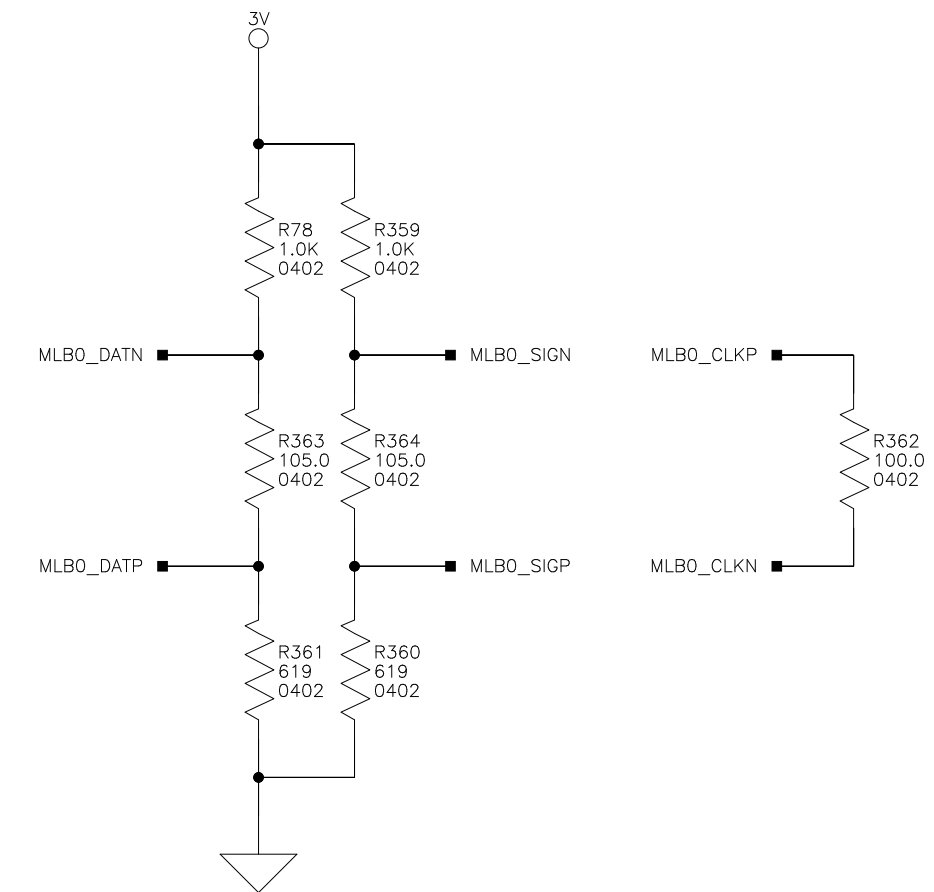 3V
R78
1.0K
0402
R359
1.0K
0402
MLB0_DATN
MLB0_SIGN
MLB0_CLKP
R363
105.0
0402
R364
105.0
0402
R362
100.0
0402
MLB0_DATP
MLB0_SIGP
MLB0_CLKN
R361
619
0402
R360
619
0402